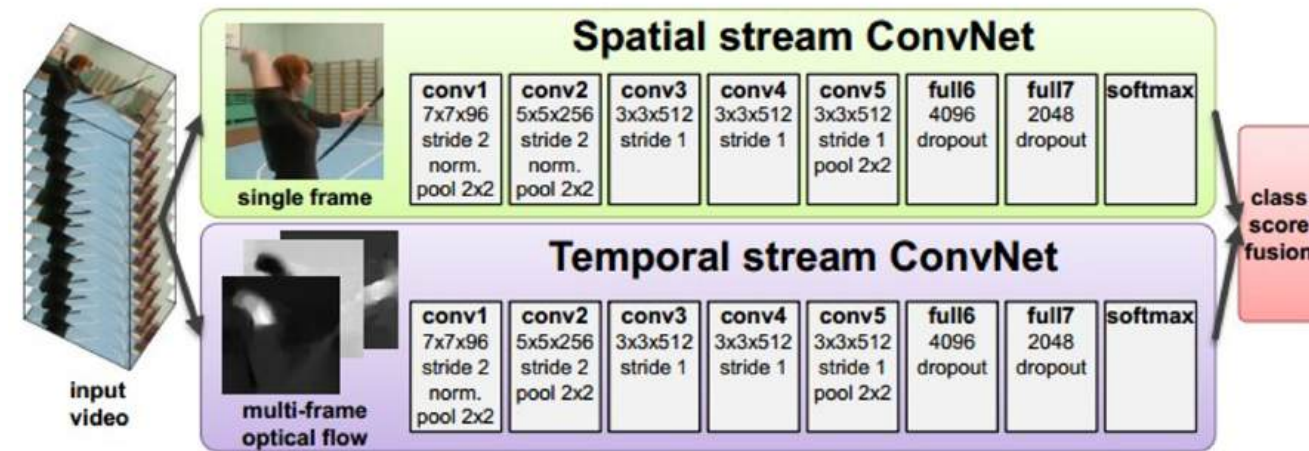 Spatial stream ConvNet
conv1
7x7x96
stride 2
norm.
pool 2x2
conv2
5x5x256
stride 2
norm.
pool 2x2
conv3
3x3x512
stride 1
conv4
3x3x512
stride 1
conv5
3x3x512
stride 1
pool 2x2
full6
4096
dropout
full7
2048
dropout
softmax
single frame
Temporal stream ConvNet
conv1
7x7x96
stride 2
norm.
pool 2x2
conv2
5x5x256
stride 2
pool 2x2
conv3
3x3x512
stride 1
conv4
3x3x512
stride 1
conv5
3x3x512
stride 1
pool 2x2
full6
4096
dropout
full7
2048
dropout
softmax
multi-frame
optical flow
input
video
class
score
fusion